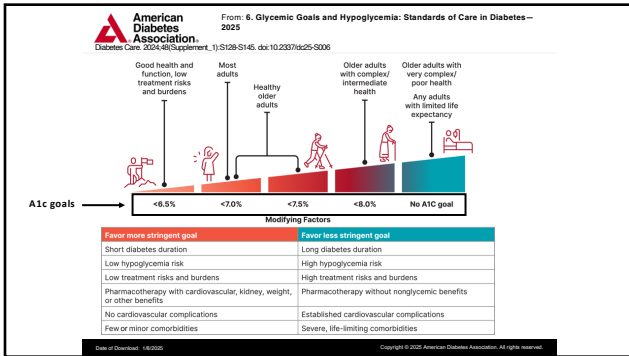 American
Diabetes
Association®
From: 6. Glycemic Goals and Hypoglycemia: Standards of Care in Diabetes—
2025
Diabetes Care. 2024;48(Supplement_1):S128-S145. doi:10.2337/dc25-S006
Good health and
function, low
treatment risks
and burdens
Most
adults
Healthy
older
adults
Older adults
with complex/
intermediate
health
Older adults with
very complex/
poor health
Any adults
with limited life
expectancy
A1c goals
<6.5% <7.0% <7.5% <8.0% No A1C goal
Modifying Factors
Favor more stringent goal Favor less stringent goal
Short diabetes duration Long diabetes duration
Low hypoglycemia risk High hypoglycemia risk
Low treatment risks and burdens High treatment risks and burdens
Pharmacotherapy with cardiovascular, kidney, weight, Pharmacotherapy without nonglycemic benefits
or other benefits
No cardiovascular complications Established cardiovascular complications
Few or minor comorbidities Severe, life-limiting comorbidities
Date of Download: 1/6/2025 Copyright © 2025 American Diabetes Association. All rights reserved.